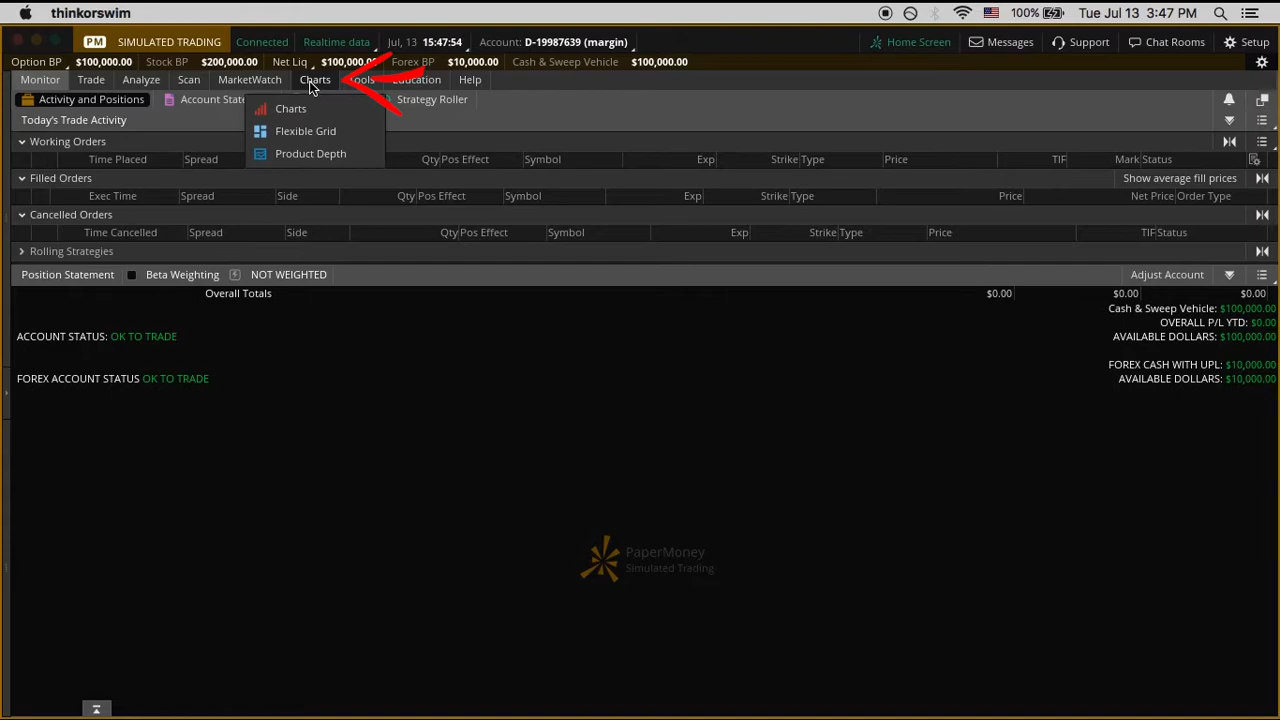 thinkorswim 100% Tue Jul 13 3:47 PM
PM SIMULATED TRADING Connected Realtime data Jul, 13 15:47:54 Account: D-19987639 (margin) Home Screen Messages Support Chat Rooms Setup
Option BP $100,000.00 Stock BP $200,000.00 Net Liq $100,000.00 Forex BP $10,000.00 Cash & Sweep Vehicle $100,000.00
Monitor Trade Analyze Scan MarketWatch Charts Tools Education Help
Activity and Positions Account State Strategy Roller
Charts
Flexible Grid
Product Depth
Today's Trade Activity
Working Orders
Time Placed Spread Qty Pos Effect Symbol Exp Strike Type Price TIF Mark Status
Filled Orders Show average fill prices
Exec Time Spread Side Qty Pos Effect Symbol Exp Strike Type Price Net Price Order Type
Cancelled Orders
Time Cancelled Spread Side Qty Pos Effect Symbol Exp Strike Type Price TIF Status
Rolling Strategies
Position Statement Beta Weighting NOT WEIGHTED Adjust Account
Overall Totals $0.00 $0.00 $0.00
Cash & Sweep Vehicle: $100,000.00
OVERALL P/L YTD: $0.00
ACCOUNT STATUS: OK TO TRADE AVAILABLE DOLLARS: $100,000.00
FOREX CASH WITH UPL: $10,000.00
FOREX ACCOUNT STATUS OK TO TRADE AVAILABLE DOLLARS: $10,000.00
PaperMoney
Simulated Trading